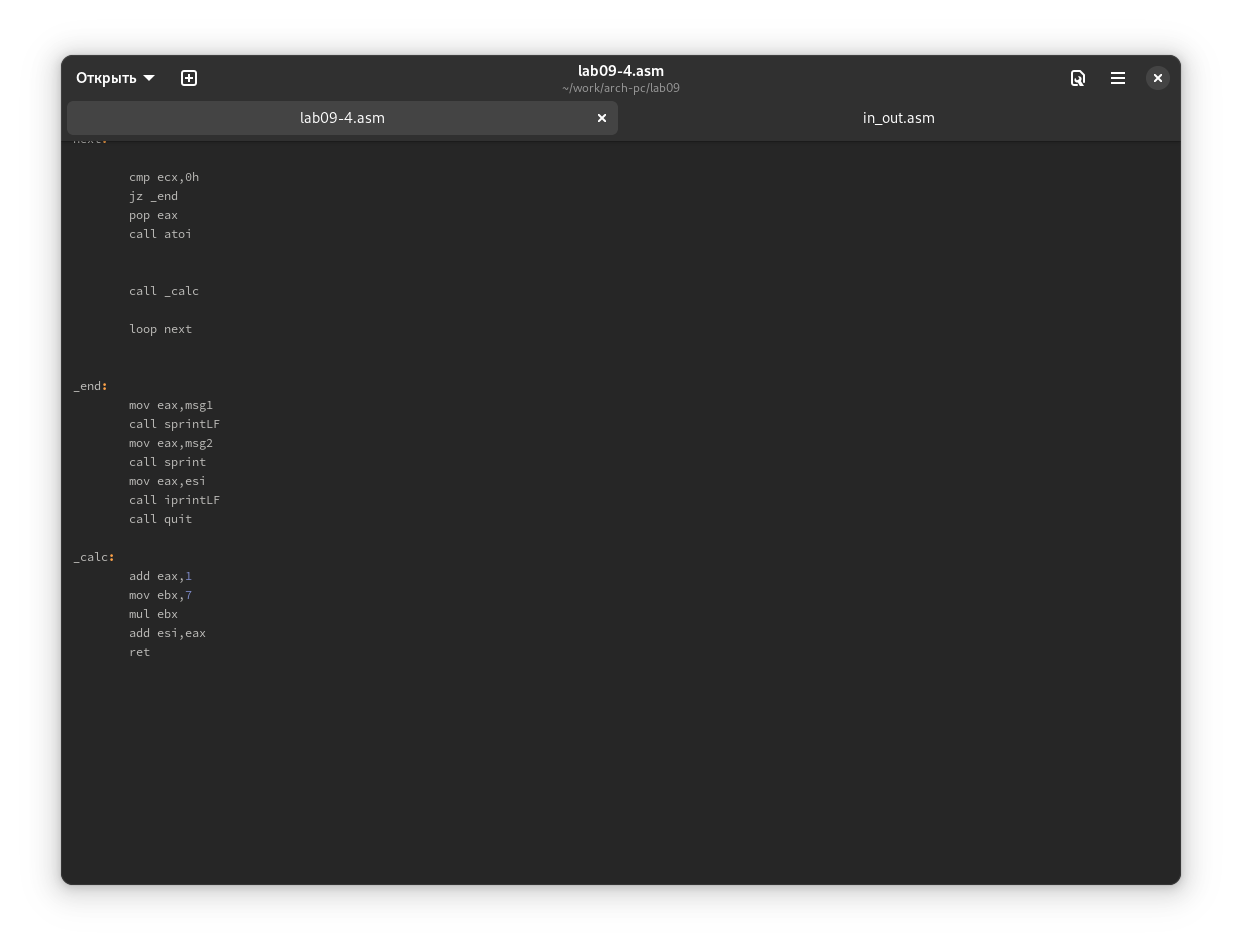 Открыть
lab09-4.asm
~/work/arch-pc/lab09
lab09-4.asm
in_out.asm
next:
cmp ecx,0h
jz _end
pop eax
call atoi
call _calc
loop next
_end:
mov eax,msg1
call sprintLF
mov eax,msg2
call sprint
mov eax,esi
call iprintLF
call quit
_calc:
add eax,1
mov ebx,7
mul ebx
add esi,eax
ret